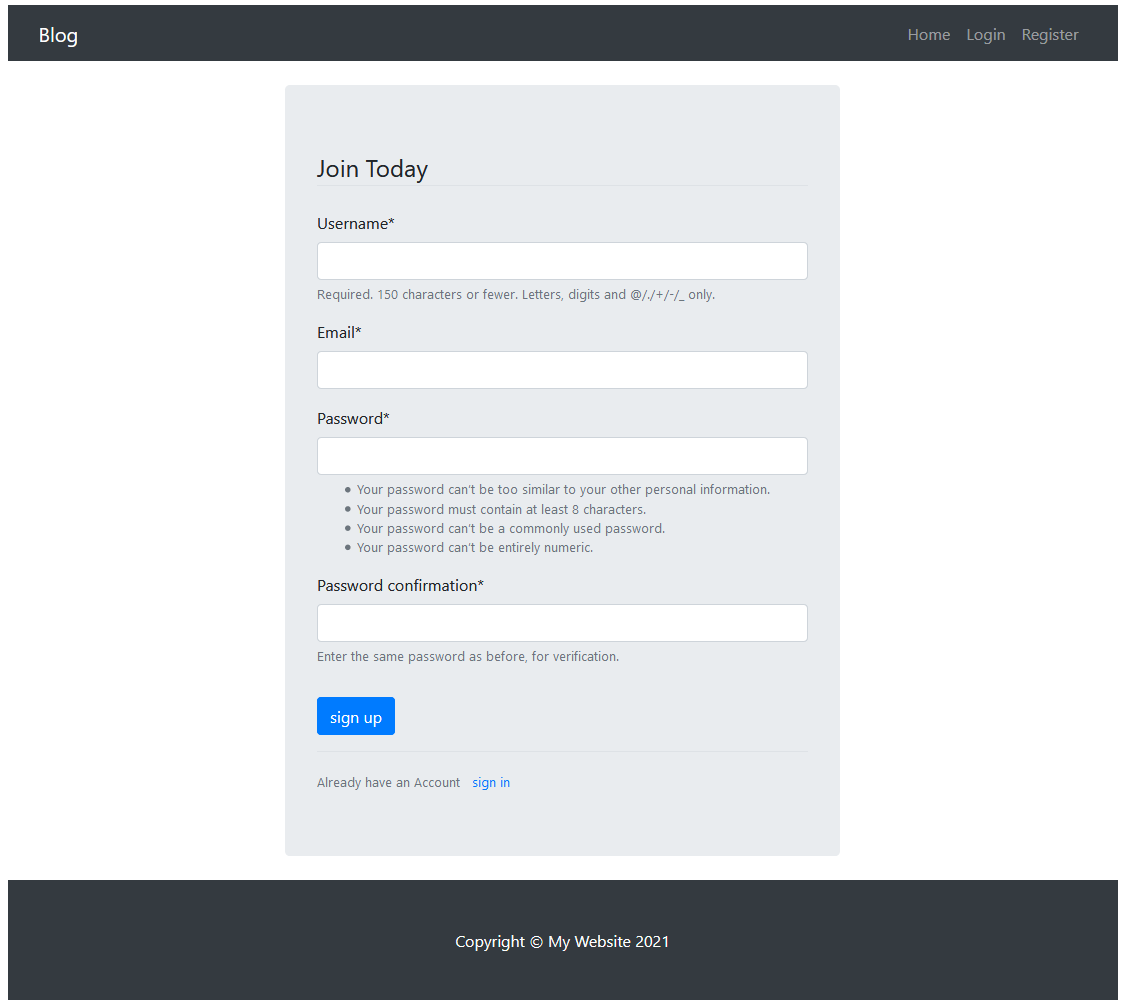 Blog
Home Login Register
Join Today
Username*
Required. 150 characters or fewer. Letters, digits and @/./+/-/_ only.
Email*
Password*
• Your password can't be too similar to your other personal information.
• Your password must contain at least 8 characters.
• Your password can't be a commonly used password.
• Your password can't be entirely numeric.
Password confirmation*
Enter the same password as before, for verification.
sign up
Already have an Account sign in
Copyright © My Website 2021